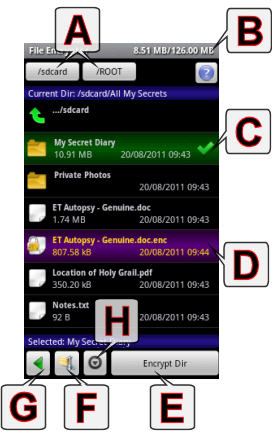 A
B
File Encrypt
8.51 MB/126.00 MB
/sdcard
/ROOT
?
Current Dir: /sdcard/All My Secrets
.../sdcard
My Secret Diary
10.91 MB
20/08/2011 09:43
C
Private Photos
20/08/2011 09:43
ET Autopsy - Genuine.doc
1.74 MB
20/08/2011 09:43
ET Autopsy - Genuine.doc.enc
807.58 kB
20/08/2011 09:44
D
Location of Holy Grail.pdf
350.20 kB
20/08/2011 09:43
Notes.txt
92 B
20/08/2011 09:43
H
Selected: My Secret Diary
Encrypt Dir
G
F
E